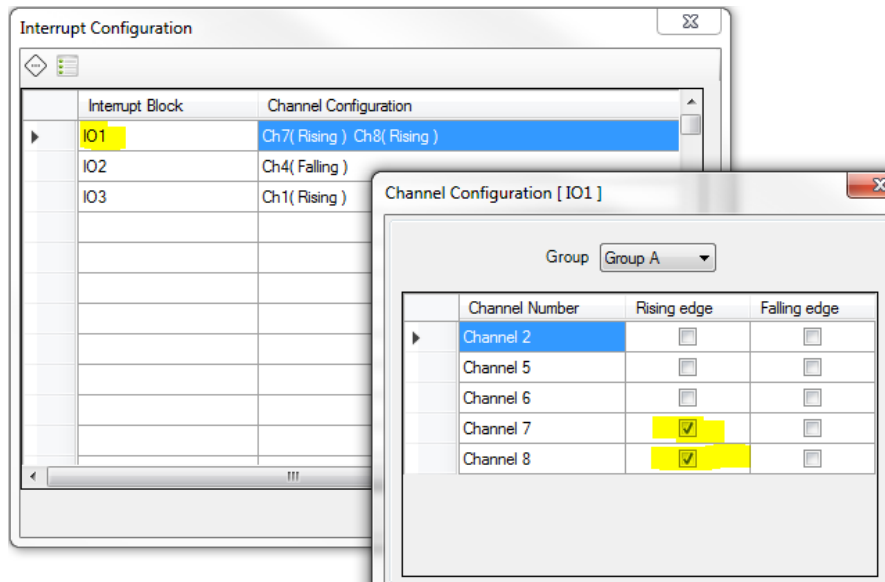 Interrupt Configuration
Interrupt Block Channel Configuration
IO1 Ch7( Rising ) Ch8( Rising )
IO2 Ch4( Falling )
IO3 Ch1( Rising )
Channel Configuration [ IO1 ]
Group Group A
Channel Number Rising edge Falling edge
Channel 2
Channel 5
Channel 6
Channel 7
Channel 8